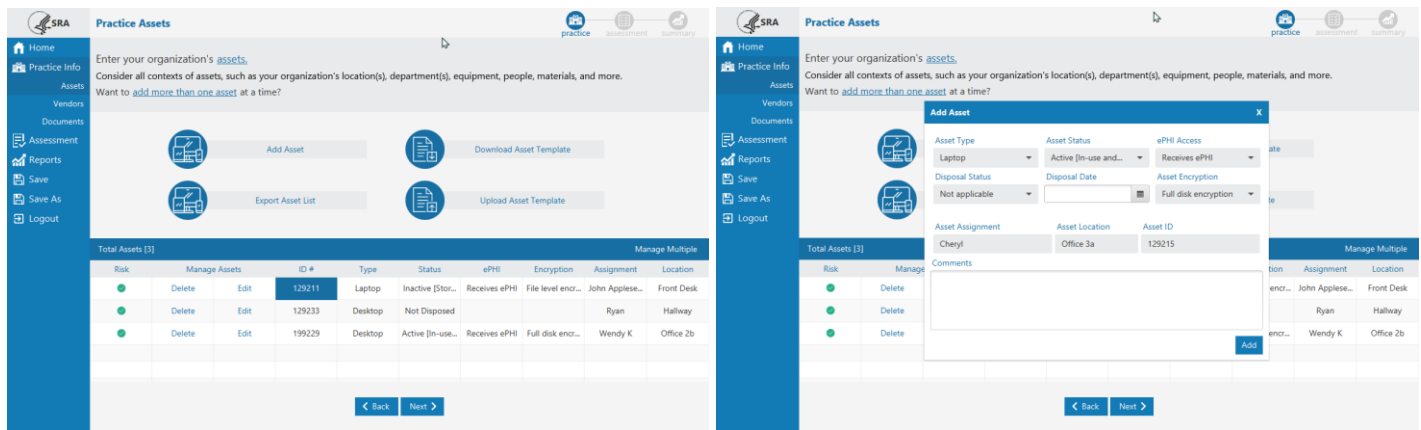 SRA
Practice Assets
practice
assessment
summary
Home
Practice Info
Assets
Vendors
Documents
Assessment
Reports
Save
Save As
Logout
Enter your organization's assets.
Consider all contexts of assets, such as your organization's location(s), department(s), equipment, people, materials, and more.
Want to add more than one asset at a time?
Add Asset
Download Asset Template
Export Asset List
Upload Asset Template
Total Assets [3] Manage Multiple
Risk Manage Assets ID # Type Status ePHI Encryption Assignment Location
Delete Edit 129211 Laptop Inactive [Stor... Receives ePHI File level encr... John Applese... Front Desk
Delete Edit 129233 Desktop Not Disposed Ryan Hallway
Delete Edit 199229 Desktop Active [In-use... Receives ePHI Full disk encr... Wendy K Office 2b
Back Next
SRA
Practice Assets
practice
assessment
summary
Home
Practice Info
Assets
Vendors
Documents
Assessment
Reports
Save
Save As
Logout
Enter your organization's assets.
Consider all contexts of assets, such as your organization's location(s), department(s), equipment, people, materials, and more.
Want to add more than one asset at a time?
Add Asset X
Asset Type Asset Status ePHI Access
Laptop Active [In-use and... Receives ePHI
Disposal Status Disposal Date Asset Encryption
Not applicable Full disk encryption
Asset Assignment Asset Location Asset ID
Cheryl Office 3a 129215
Comments
Add
Total Assets [3] Manage Multiple
Risk Manage tion Assignment Location
Delete encr... John Applese... Front Desk
Delete Ryan Hallway
Delete encr... Wendy K Office 2b
Back Next